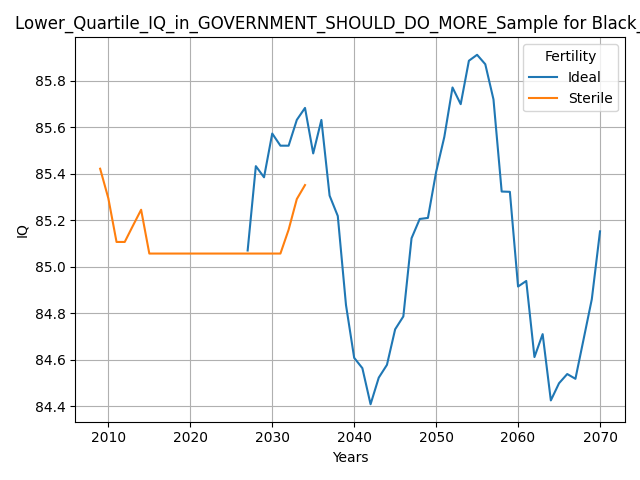 Lower_Quartile_IQ_in_GOVERNMENT_SHOULD_DO_MORE_Sample for Black_
Fertility
Ideal
Sterile
85.8
85.6
85.4
85.2
85.0
84.8
84.6
84.4
IQ
2010 2020 2030 2040 2050 2060 2070
Years